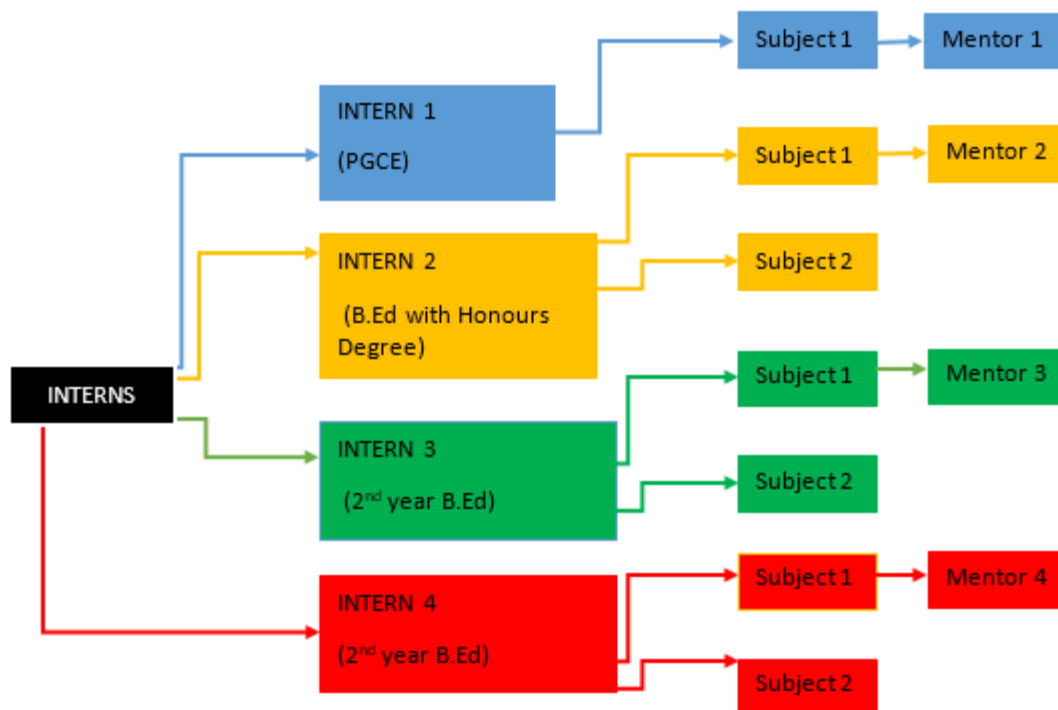 INTERNS
INTERN 1
(PGCE)
Subject 1
Mentor 1
INTERN 2
(B.Ed with Honours
Degree)
Subject 1
Mentor 2
Subject 2
INTERN 3
(2nd year B.Ed)
Subject 1
Mentor 3
Subject 2
INTERN 4
(2nd year B.Ed)
Subject 1
Mentor 4
Subject 2